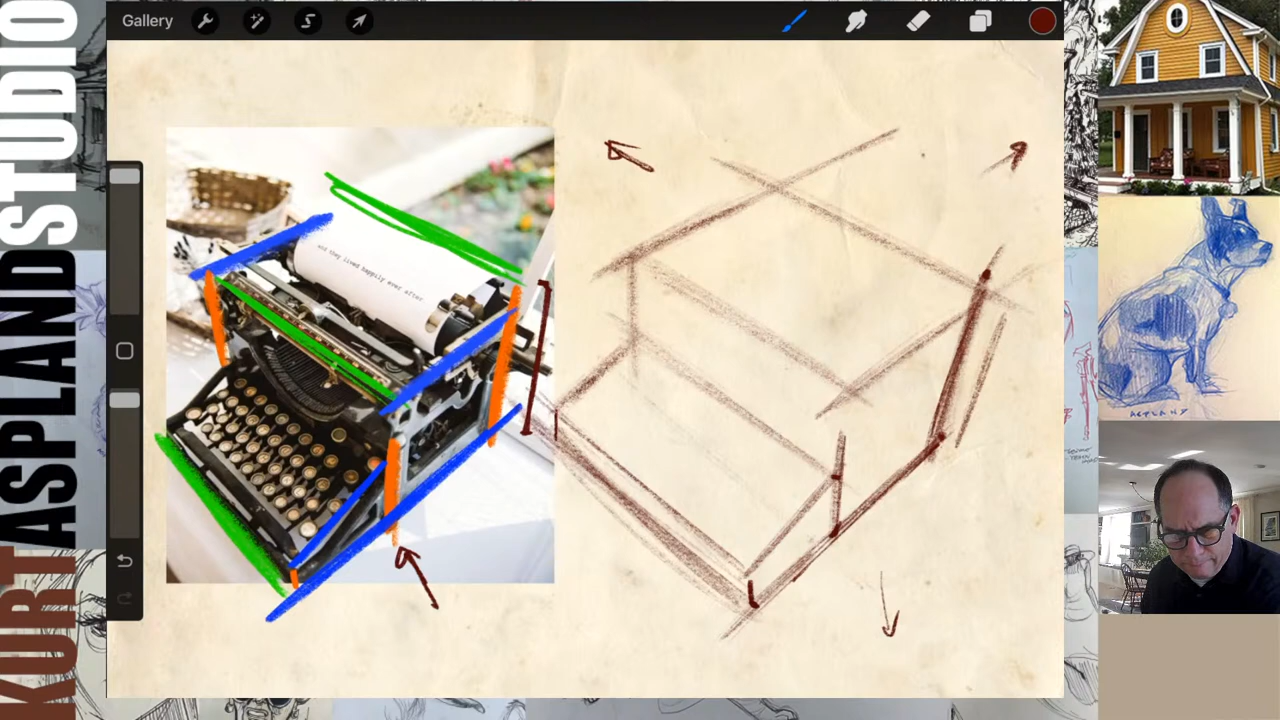 Gallery
KURT ASPLAND STUDIO
and they lived happily ever after
ASPLAND